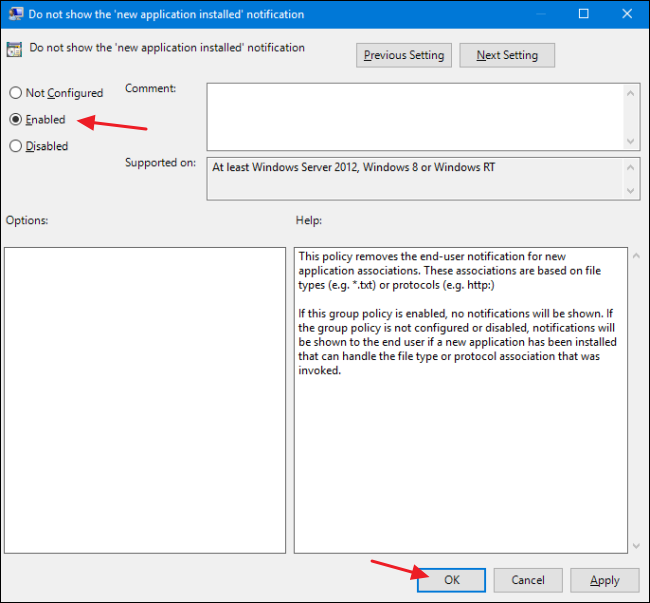 Do not show the 'new application installed' notification
Do not show the 'new application installed' notification
Previous Setting
Next Setting
Not Configured
Enabled
Disabled
Comment:
Supported on:
At least Windows Server 2012, Windows 8 or Windows RT
Options:
Help:
This policy removes the end-user notification for new
application associations. These associations are based on file
types (e.g. *.txt) or protocols (e.g. http:)
If this group policy is enabled, no notifications will be shown. If
the group policy is not configured or disabled, notifications will
be shown to the end user if a new application has been installed
that can handle the file type or protocol association that was
invoked.
OK
Cancel
Apply